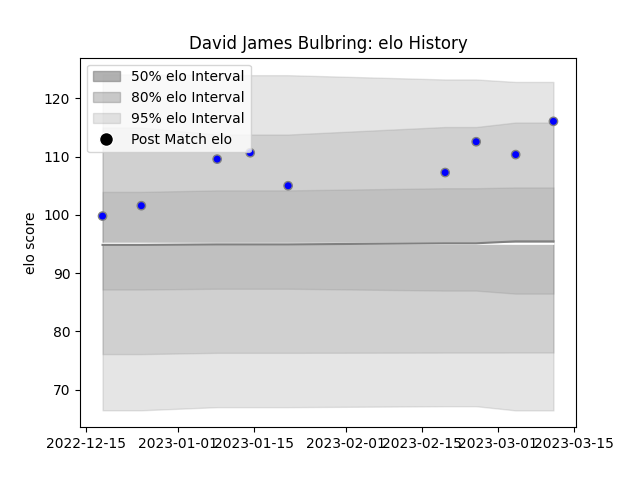 David James Bulbring: elo History
50% elo Interval
80% elo Interval
95% elo Interval
Post Match elo
elo score
120
110
100
90
80
70
2022-12-15 2023-01-01 2023-01-15 2023-02-01 2023-02-15 2023-03-01 2023-03-15